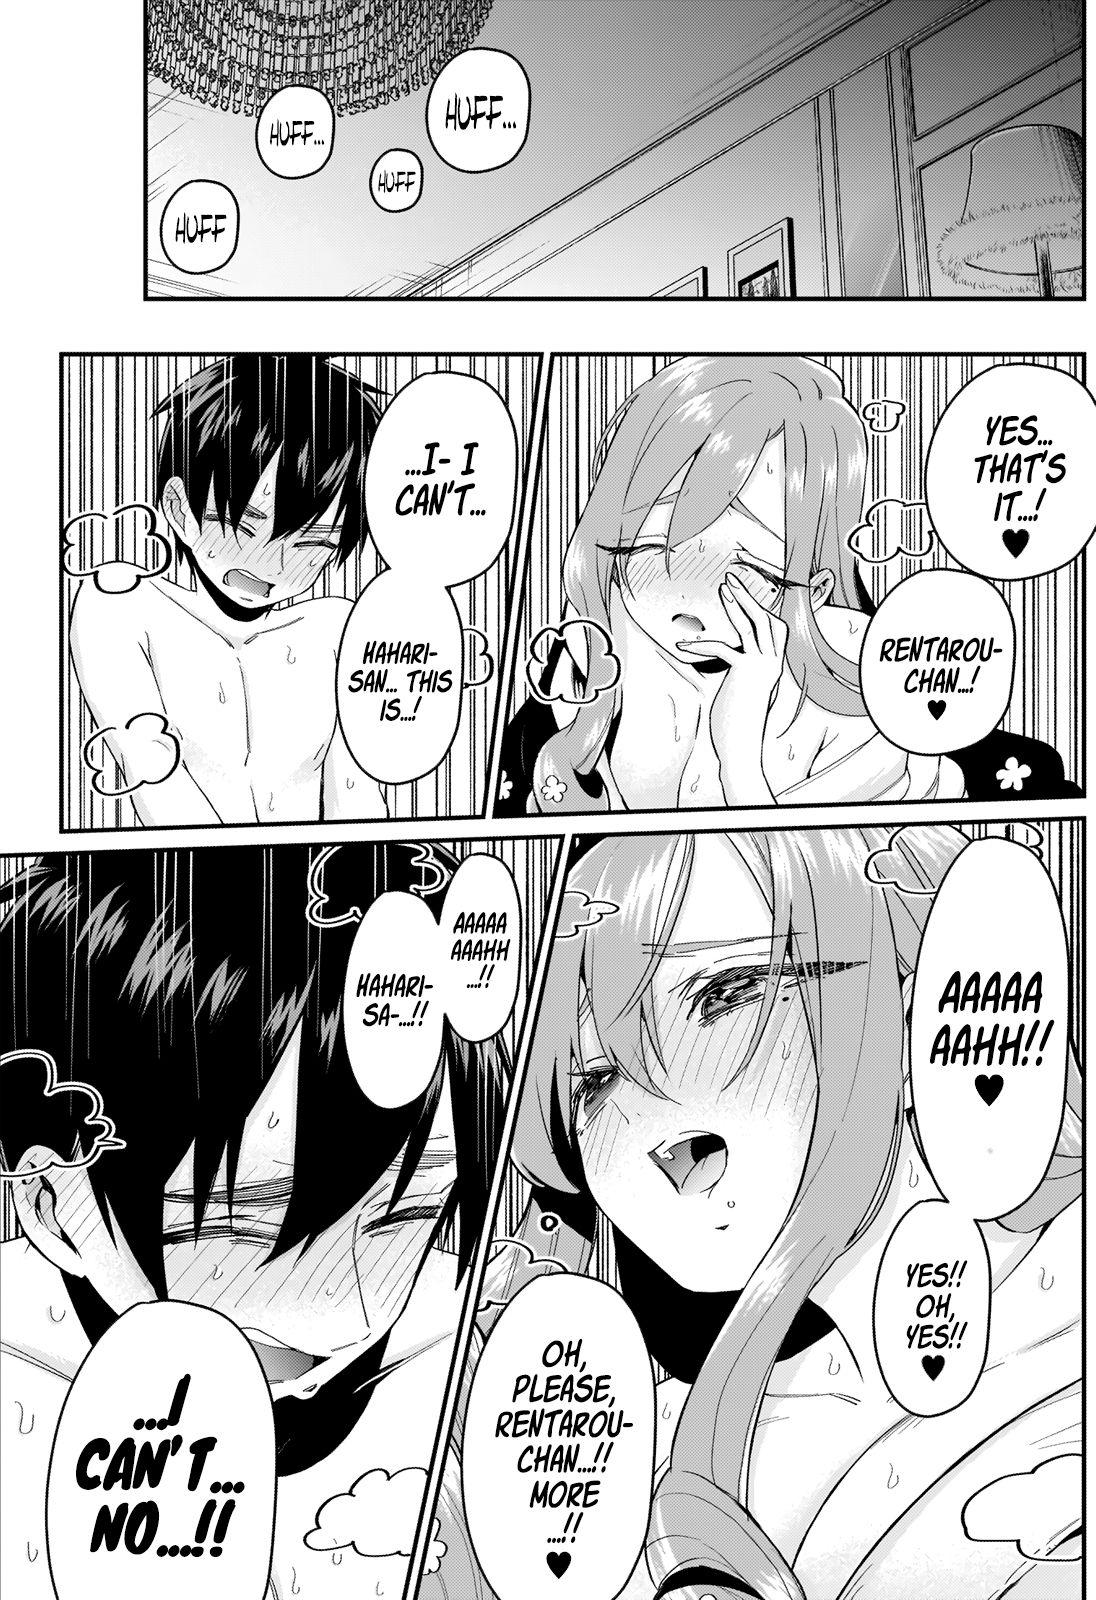 HUFF...
HUFF...
HUFF
HUFF
YES...
THAT'S
IT...!
♥
RENTAROU-
CHAN...!
♥
...I- I
CAN'T...
HAHARI-
SAN... THIS
IS...!
AAAAA
AAHH!!
♥
YES!!
OH,
YES!!
♥
OH,
PLEASE,
RENTAROU-
CHAN...!!
MORE
...!!
♥
AAAAA
AAAHH
...!!
HAHARI-
SA-...!!
...I
CAN'T...
NO...!!